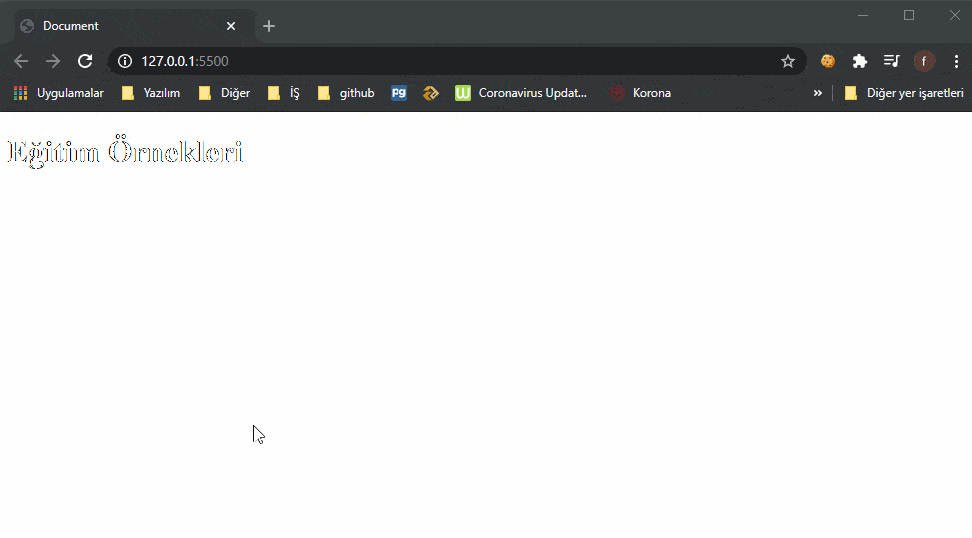 Document
127.0.0.1:5500
f
Uygulamalar Yazılım Diğer İŞ github pg W Coronavirus Updat... Korona » Diğer yer işaretleri
Eğitim Örnekleri